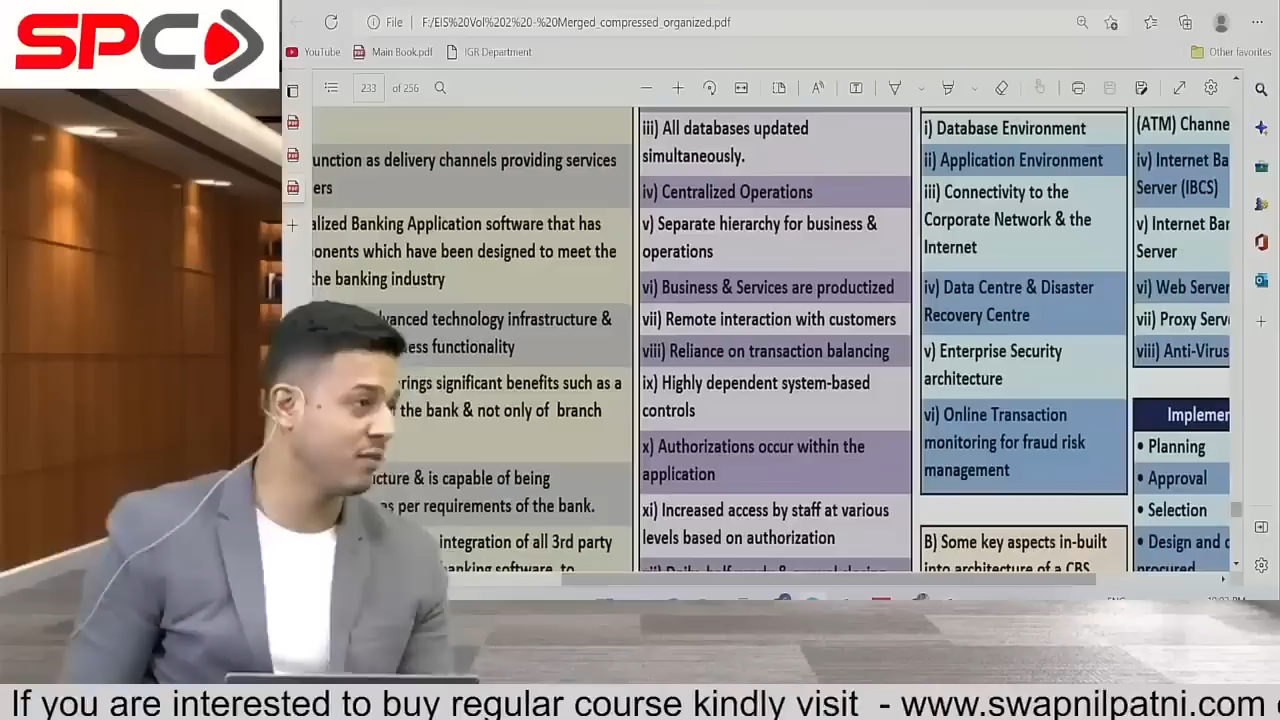 SPC
File F:/EIS%20Vol%202%20-%20Merged_compressed_organized.pdf
YouTube Main Book.pdf IGR Department Other favorites
233 of 256
unction as delivery channels providing services
ers
alized Banking Application software that has
onents which have been designed to meet the
the banking industry
vanced technology infrastructure &
ess functionality
rings significant benefits such as a
the bank & not only of branch
cture & is capable of being
as per requirements of the bank.
integration of all 3rd party
iii) All databases updated
simultaneously.
iv) Centralized Operations
v) Separate hierarchy for business &
operations
vi) Business & Services are productized
vii) Remote interaction with customers
viii) Reliance on transaction balancing
ix) Highly dependent system-based
controls
x) Authorizations occur within the
application
xi) Increased access by staff at various
levels based on authorization
i) Database Environment
ii) Application Environment
iii) Connectivity to the
Corporate Network & the
Internet
iv) Data Centre & Disaster
Recovery Centre
v) Enterprise Security
architecture
vi) Online Transaction
monitoring for fraud risk
management
B) Some key aspects in-built
into architecture of a CBS
(ATM) Channe
iv) Internet Ba
Server (IBCS)
v) Internet Bar
Server
vi) Web Server
vii) Proxy Serv
viii) Anti-Virus
Implemen
• Planning
• Approval
• Selection
• Design and
procured
If you are interested to buy regular course kindly visit - www.swapnilpatni.com